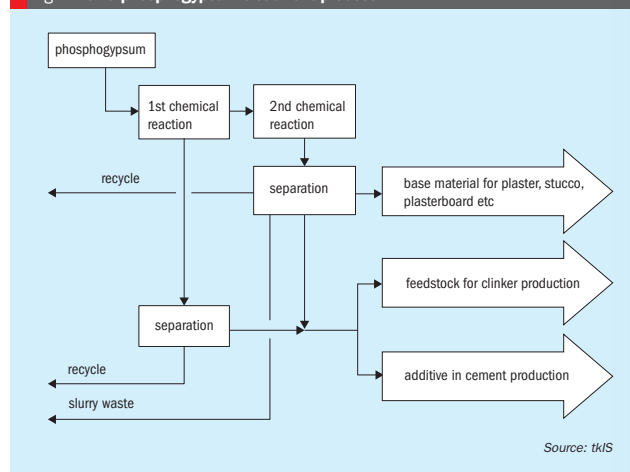 phosphogypsum
1st chemical
reaction
2nd chemical
reaction
recycle
separation
base material for plaster, stucco,
plasterboard etc
feedstock for clinker production
separation
recycle
additive in cement production
slurry waste
Source: tkIS